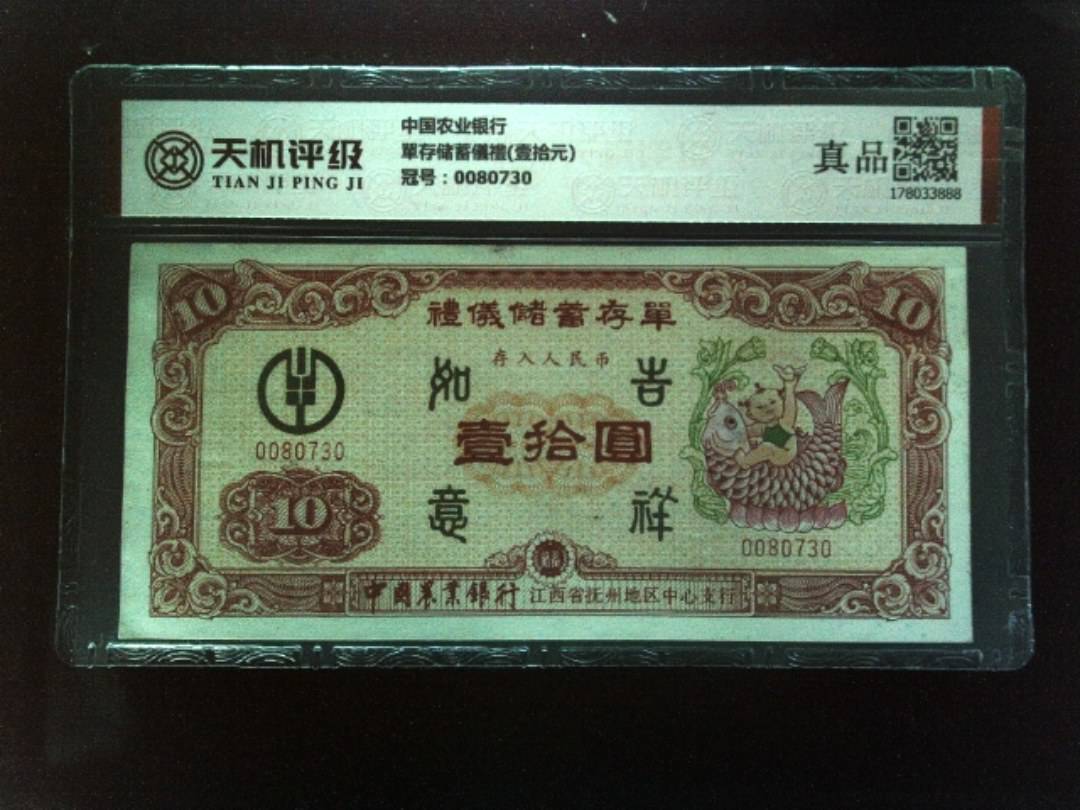 天机评级
TIAN JI PING JI
中国农业银行
單存储蓄儀禮(壹拾元)
冠号：0080730
真品
178033888
10
10
禮儀儲蓄存單
存入人民币
如
吉
0080730
壹拾圓
10
意
祥
0080730
中國農業銀行 江西省抚州地区中心支行